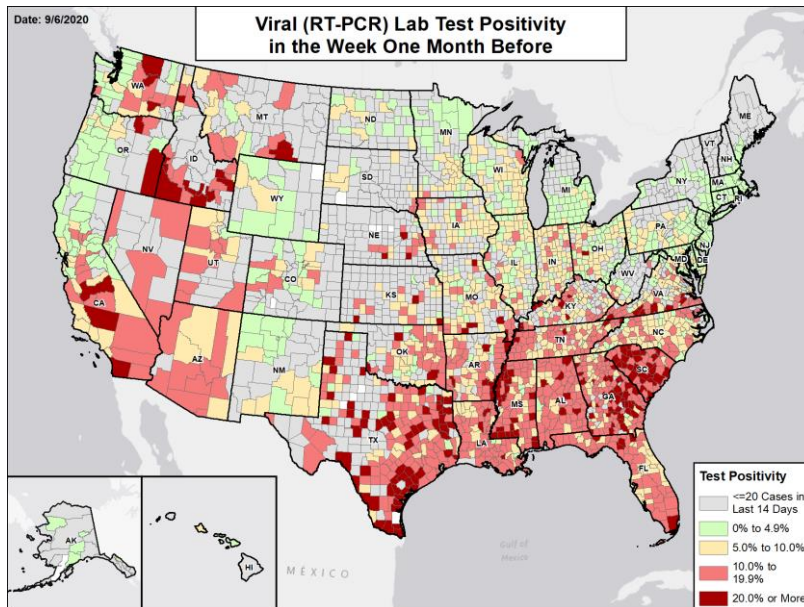 Date: 9/6/2020
Viral (RT-PCR) Lab Test Positivity
in the Week One Month Before
WA
MT
ND
MN
ME
OR
ID
SD
WI
VT
NH
NY
MA
CT
RI
WY
MI
IA
PA
NJ
NE
NV
UT
CO
IL
IN
OH
MD
DE
WV
CA
KS
MO
KY
VA
AZ
NM
OK
AR
TN
NC
SC
MS
AL
GA
TX
LA
FL
AK
HI
MÉXICO
Gulf of
Mexico
Test Positivity
<=20 Cases in
Last 14 Days
0% to 4.9%
5.0% to 10.0%
10.0% to
19.9%
20.0% or More